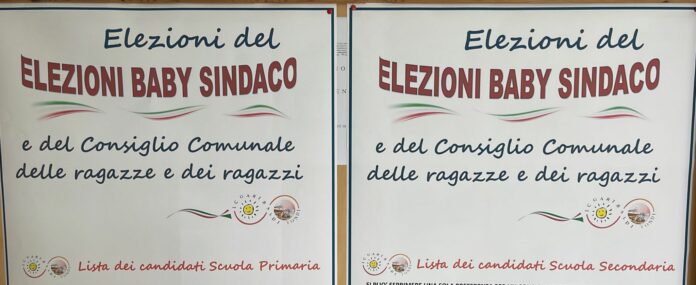 Elezioni del
ELEZIONI BABY SINDACO
e del Consiglio Comunale
delle ragazze e dei ragazzi
Lista dei candidati Scuola Primaria
Elezioni del
ELEZIONI BABY SINDACO
e del Consiglio Comunale
delle ragazze e dei ragazzi
Lista dei candidati Scuola Secondaria